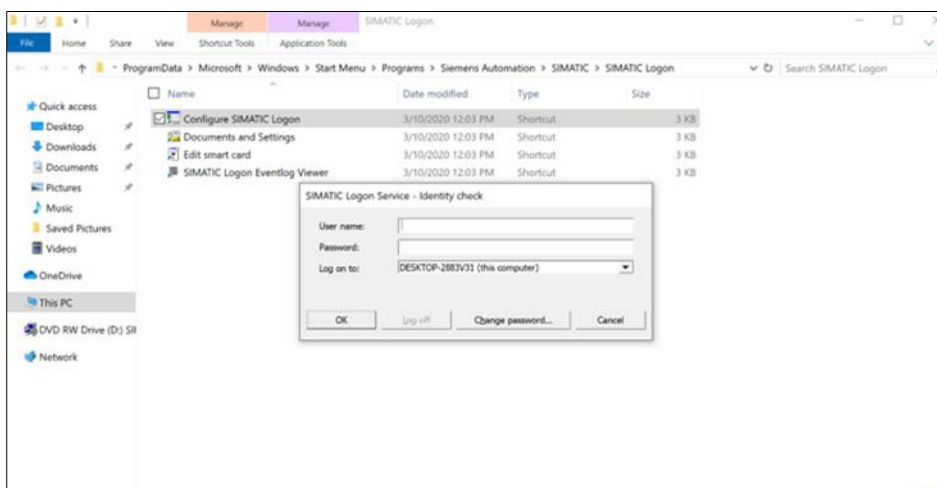 Manage Manage SIMATIC Logon
File Home Share View Shortcut Tools Application Tools
ProgramData > Microsoft > Windows > Start Menu > Programs > Siemens Automation > SIMATIC > SIMATIC Logon
Search SIMATIC Logon
Name Date modified Type Size
Quick access
Desktop
Downloads
Documents
Pictures
Music
Saved Pictures
Videos
OneDrive
This PC
DVD RW Drive (D:) SII
Network
Configure SIMATIC Logon 3/10/2020 12:03 PM Shortcut 3 KB
Documents and Settings 3/10/2020 12:03 PM Shortcut 3 KB
Edit smart card 3/10/2020 12:03 PM Shortcut 3 KB
SIMATIC Logon Eventlog Viewer 3/10/2020 12:03 PM Shortcut 3 KB
SIMATIC Logon Service - Identity check
User name:
Password:
Log on to: DESKTOP-2883V31 (this computer)
OK Log off Change password... Cancel